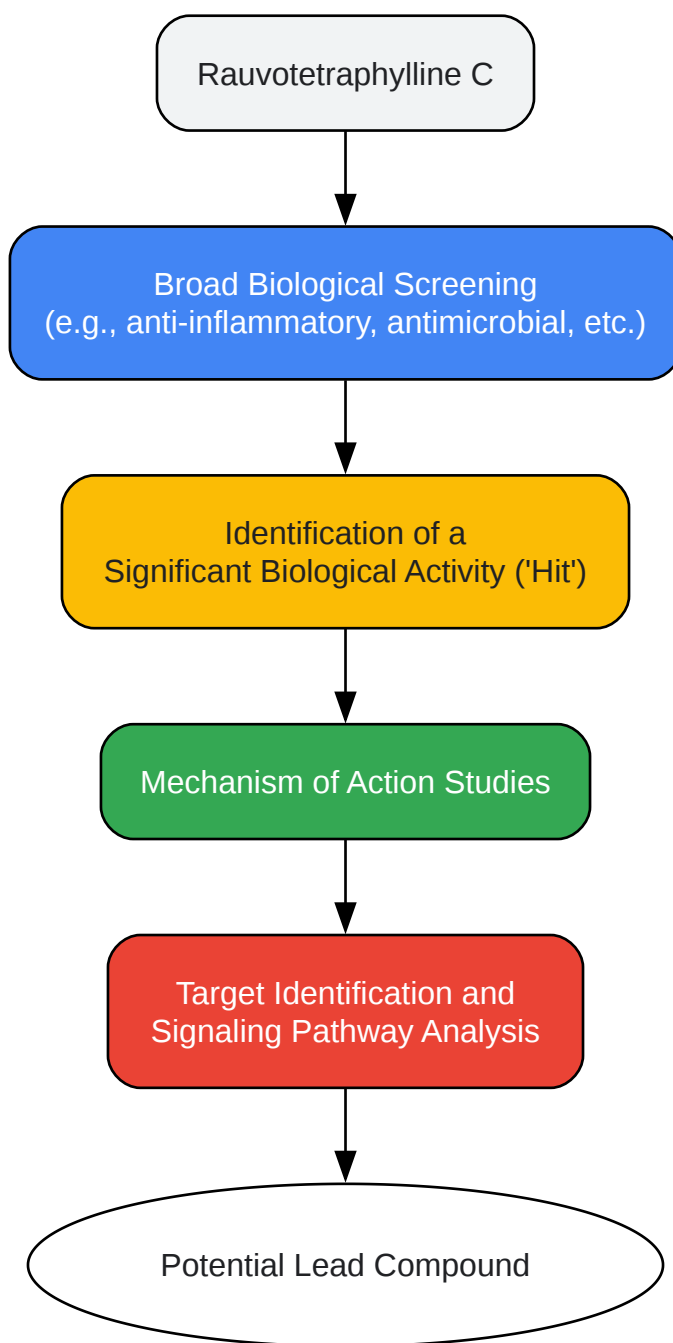 Rauvotetraphylline C
Broad Biological Screening
(e.g., anti-inflammatory, antimicrobial, etc.)
Identification of a
Significant Biological Activity ('Hit')
Mechanism of Action Studies
Target Identification and
Signaling Pathway Analysis
Potential Lead Compound